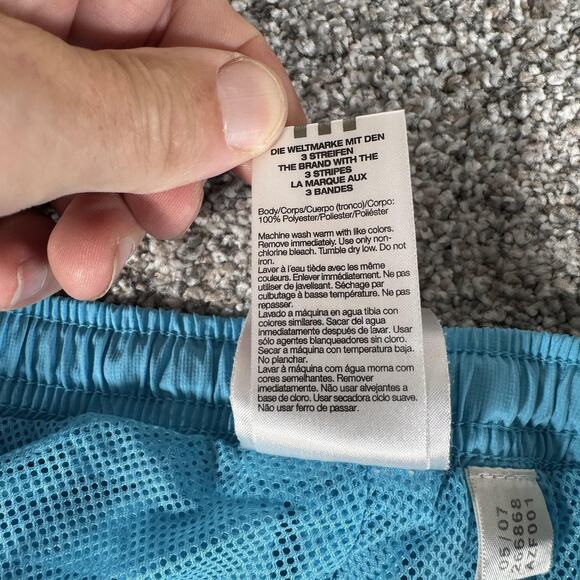 DIE WELTMARKE MIT DEN
3 STREIFEN
THE BRAND WITH THE
3 STRIPES
LA MARQUE AUX
3 BANDES
Body/Corps/Cuerpo (tronco)/Corpo:
100% Polyester/Poliester/Poliéster
Machine wash warm with like colors.
Remove immediately. Use only non-
chlorine bleach. Tumble dry low. Do not
iron.
Laver à l'eau tiède avec les même
couleurs. Enlever immédiatement. Ne pas
utiliser de javelisant. Séchage par
culbutage à basse température. Ne pas
repasser.
Lavado a máquina en agua tibia con
colores similares. Sacar del agua
inmediatamente después de lavar. Usar
sólo agentes blanqueadores sin cloro.
Secar a máquina con temperatura baja.
No planchar.
Lavar à máquina com água morna com
cores semelhantes. Remover
imediatamente. Não usar alvejantes a
base de cloro. Usar secadora ciclo suave.
Não usar ferro de passar.
05/07
266868
AZF001